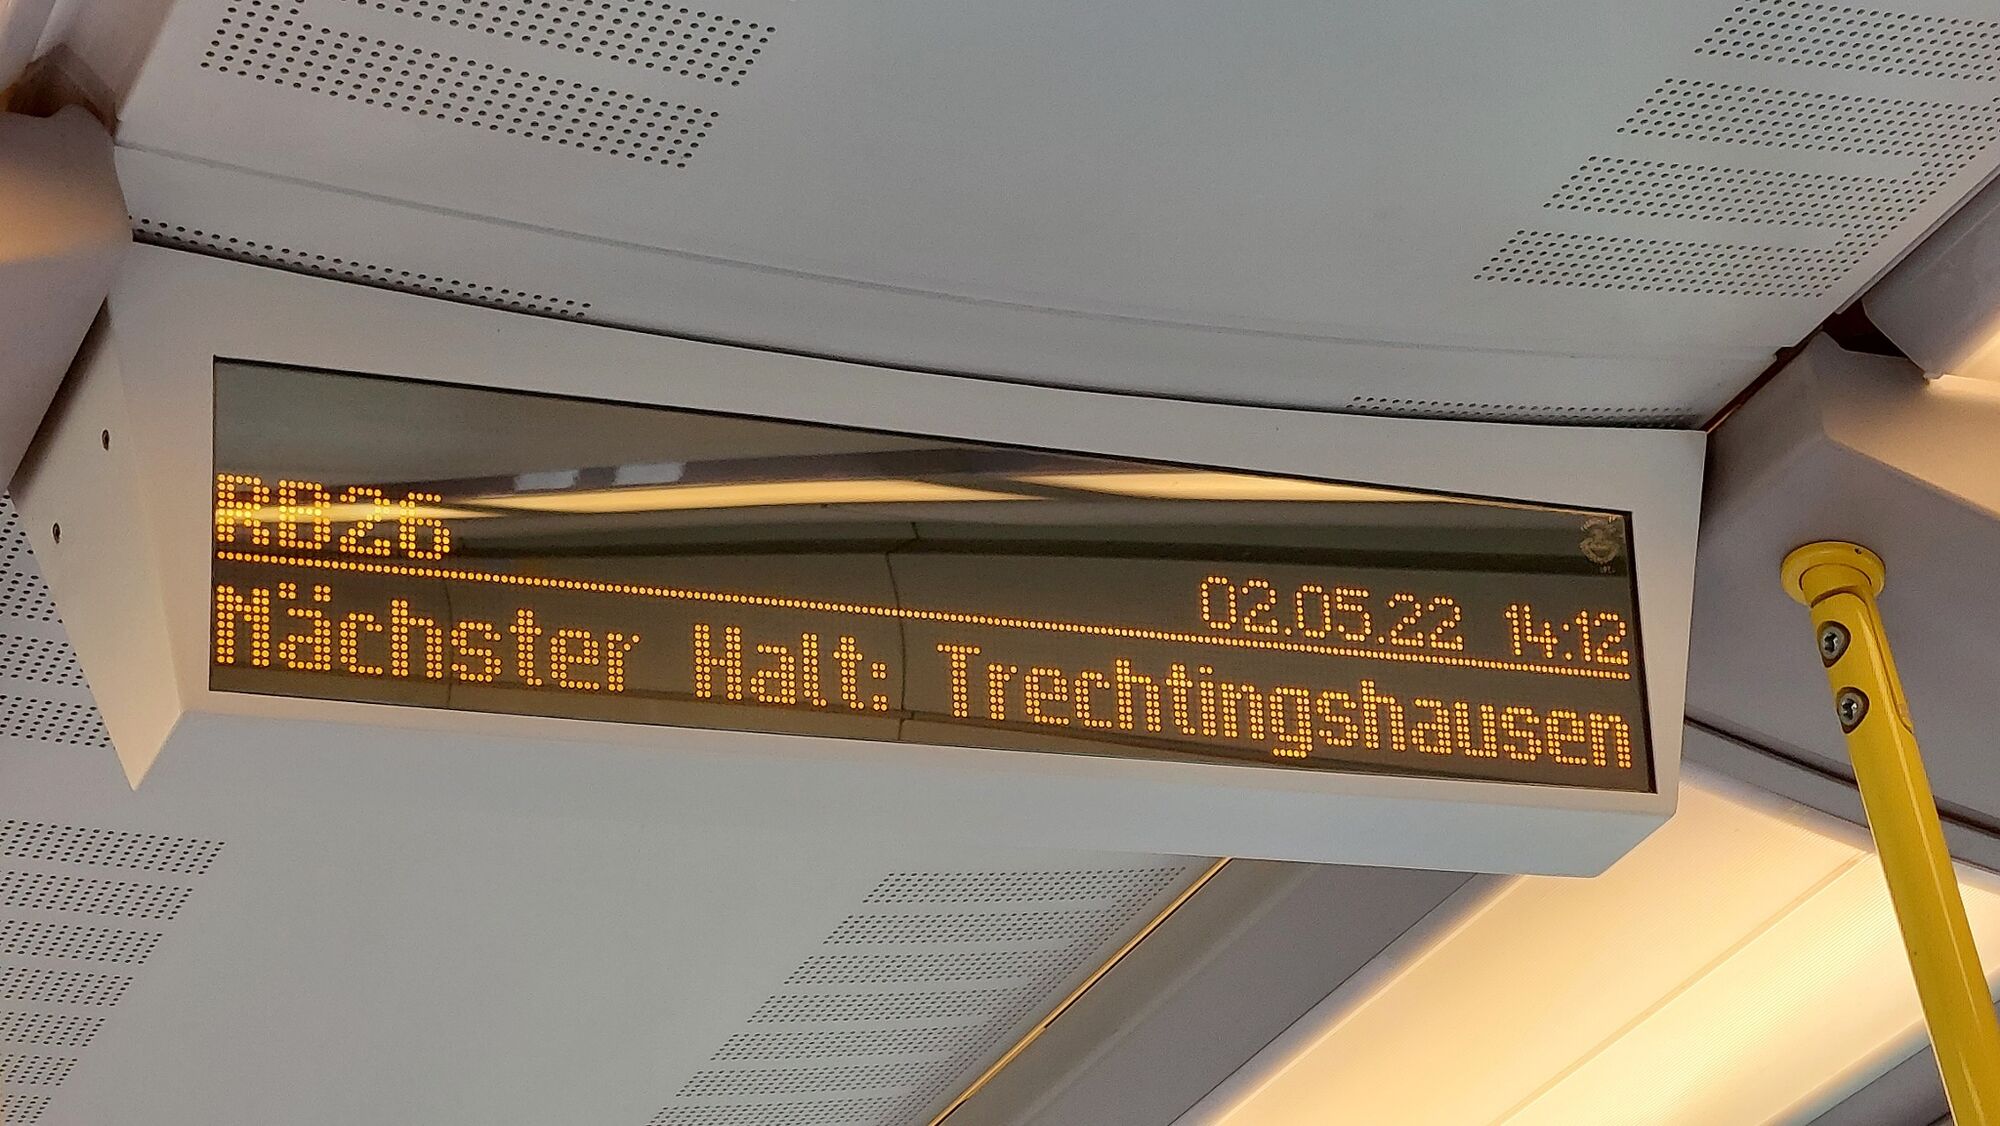 RB26
02.05.22 14:12
Nächster Halt: Trechtingshausen